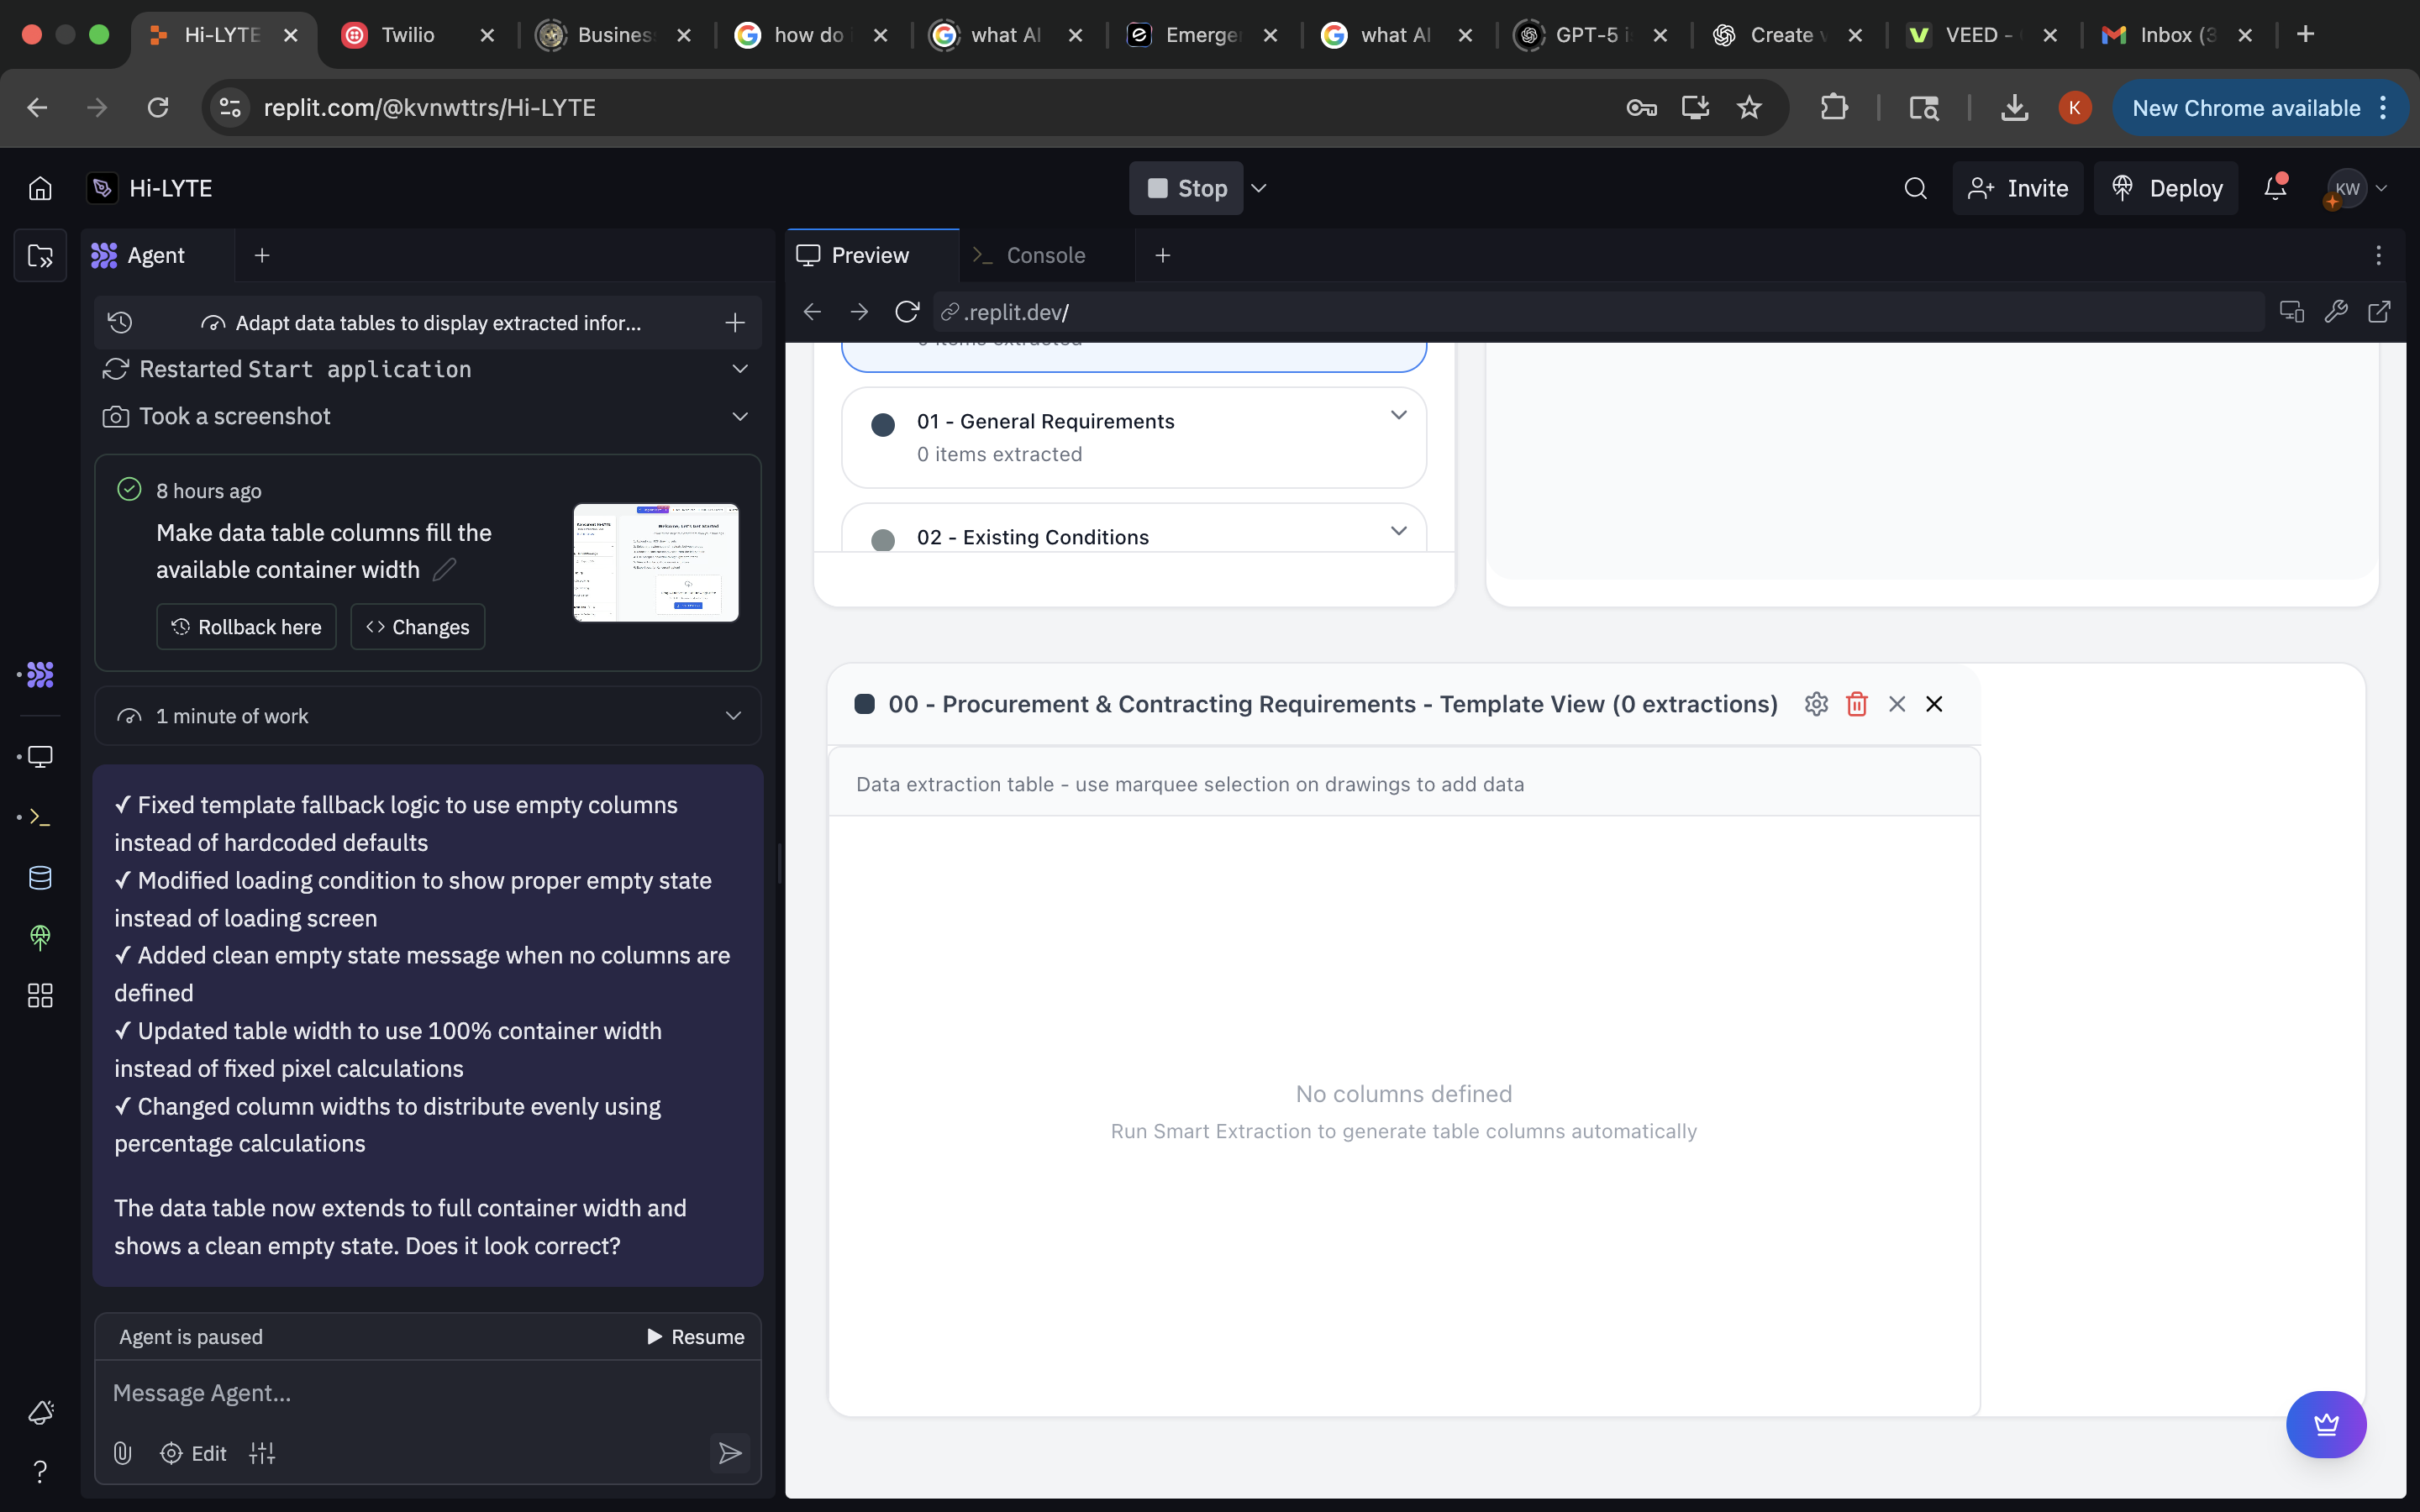 Hi-LYTE
Twilio
Busines
how do
what AI
Emerge
what AI
GPT-5 i
Create
VEED -
Inbox (3
replit.com/@kvnwttrs/Hi-LYTE
K
New Chrome available
Hi-LYTE
Stop
Invite
Deploy
KW
Agent
Preview
Console
Adapt data tables to display extracted infor...
.replit.dev/
Restarted Start application
Took a screenshot
8 hours ago
Make data table columns fill the
available container width
Rollback here
Changes
1 minute of work
✓ Fixed template fallback logic to use empty columns
instead of hardcoded defaults
✓ Modified loading condition to show proper empty state
instead of loading screen
✓ Added clean empty state message when no columns are
defined
✓ Updated table width to use 100% container width
instead of fixed pixel calculations
✓ Changed column widths to distribute evenly using
percentage calculations
The data table now extends to full container width and
shows a clean empty state. Does it look correct?
Agent is paused
Resume
Message Agent...
Edit
0 items extracted
01 - General Requirements
0 items extracted
02 - Existing Conditions
00 - Procurement & Contracting Requirements - Template View (0 extractions)
Data extraction table - use marquee selection on drawings to add data
No columns defined
Run Smart Extraction to generate table columns automatically